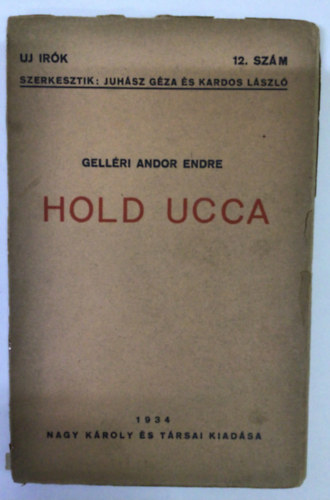 UJ IRÓK 12. SZÁM
SZERKESZTIK: JUHÁSZ GÉZA ÉS KARDOS LÁSZLÓ
GELLÉRI ANDOR ENDRE
HOLD UCCA
1934
NAGY KÁROLY ÉS TÁRSAI KIADÁSA